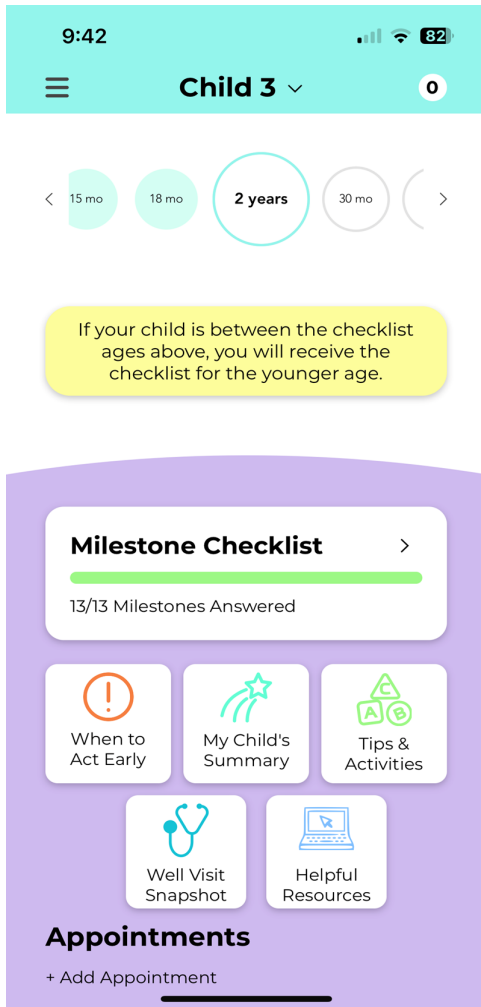 9:42
82
Child 3
0
15 mo
18 mo
2 years
30 mo
If your child is between the checklist
ages above, you will receive the
checklist for the younger age.
Milestone Checklist
13/13 Milestones Answered
When to
Act Early
My Child's
Summary
C
A B
Tips &
Activities
Well Visit
Snapshot
Helpful
Resources
Appointments
+ Add Appointment